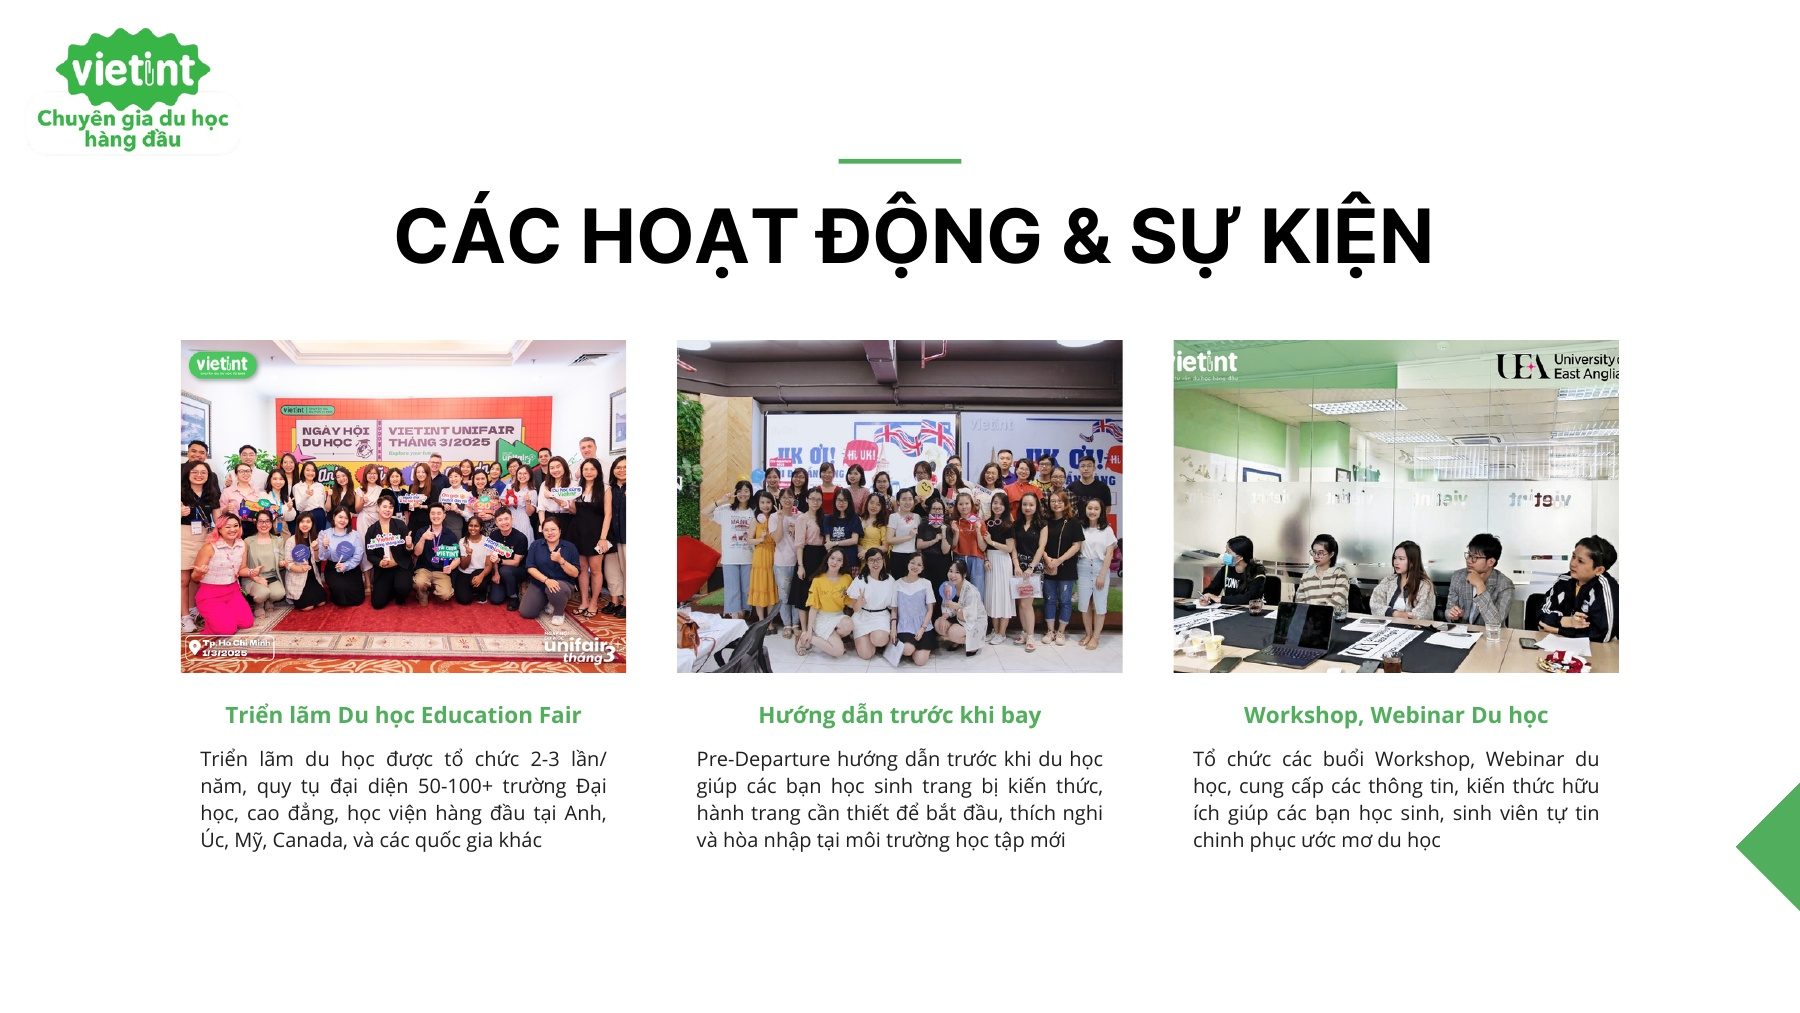 vietint
Chuyên gia du học
hàng đầu
CÁC HOẠT ĐỘNG & SỰ KIỆN
vietint
vietint
NGÀY HỘI
DU HỌC
VIETINT UNIFAIR
THÁNG 3/2025
Tp. Hồ Chí Minh
1/3/2025
unifair
tháng3
vietint
UK ƠI!
Hi, UK!
UK ƠI!
vietint
UEA University
East Anglia
vietint
vietint
Triển lãm Du học Education Fair
Triển lãm du học được tổ chức 2-3 lần/
năm, quy tụ đại diện 50-100+ trường Đại
học, cao đẳng, học viện hàng đầu tại Anh,
Úc, Mỹ, Canada, và các quốc gia khác
Hướng dẫn trước khi bay
Pre-Departure hướng dẫn trước khi du học
giúp các bạn học sinh trang bị kiến thức,
hành trang cần thiết để bắt đầu, thích nghi
và hòa nhập tại môi trường học tập mới
Workshop, Webinar Du học
Tổ chức các buổi Workshop, Webinar du
học, cung cấp các thông tin, kiến thức hữu
ích giúp các bạn học sinh, sinh viên tự tin
chinh phục ước mơ du học